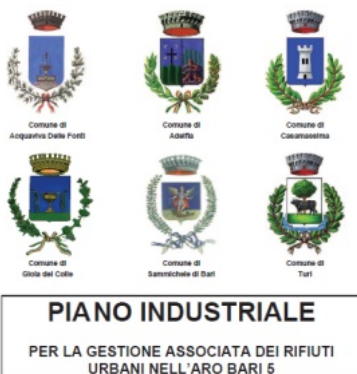 Comune di
Acquaviva Delle Fonti
Comune di
Adelfia
Comune di
Casamassima
Comune di
Gioia del Colle
Comune di
Sammichele di Bari
Comune di
Turi
PIANO INDUSTRIALE
PER LA GESTIONE ASSOCIATA DEI RIFIUTI
URBANI NELL'ARO BARI 5